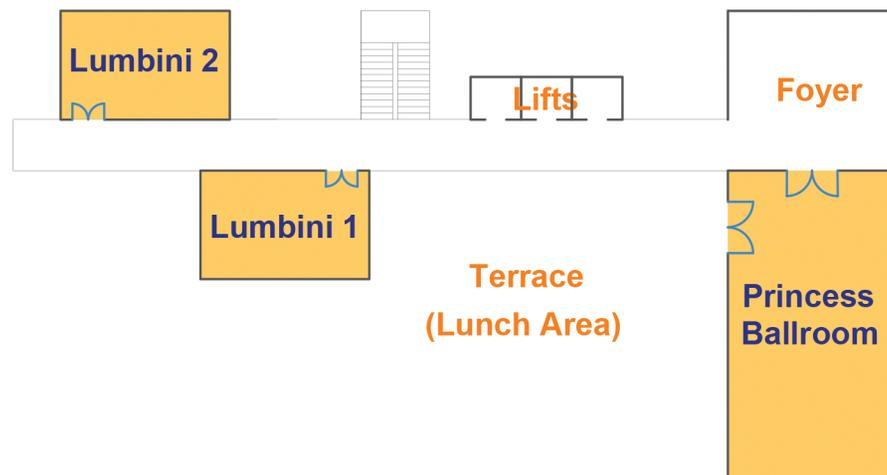 Lumbini 2
Lifts
Foyer
Lumbini 1
Terrace
(Lunch Area)
Princess
Ballroom